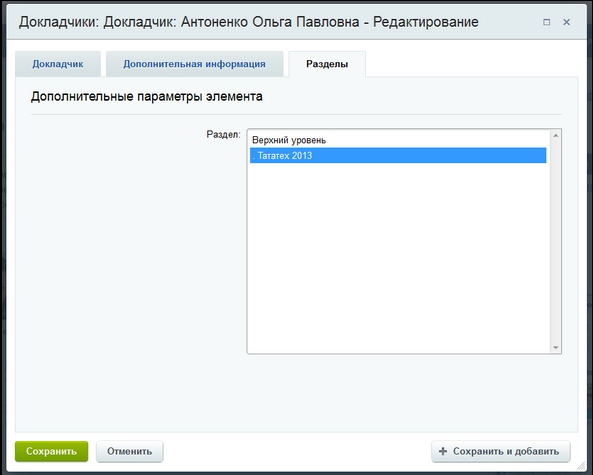 Докладчики: Докладчик: Антоненко Ольга Павловна - Редактирование
Докладчик Дополнительная информация Разделы
Дополнительные параметры элемента
Раздел: Верхний уровень
. Тататех 2013
Сохранить Отменить Сохранить и добавить